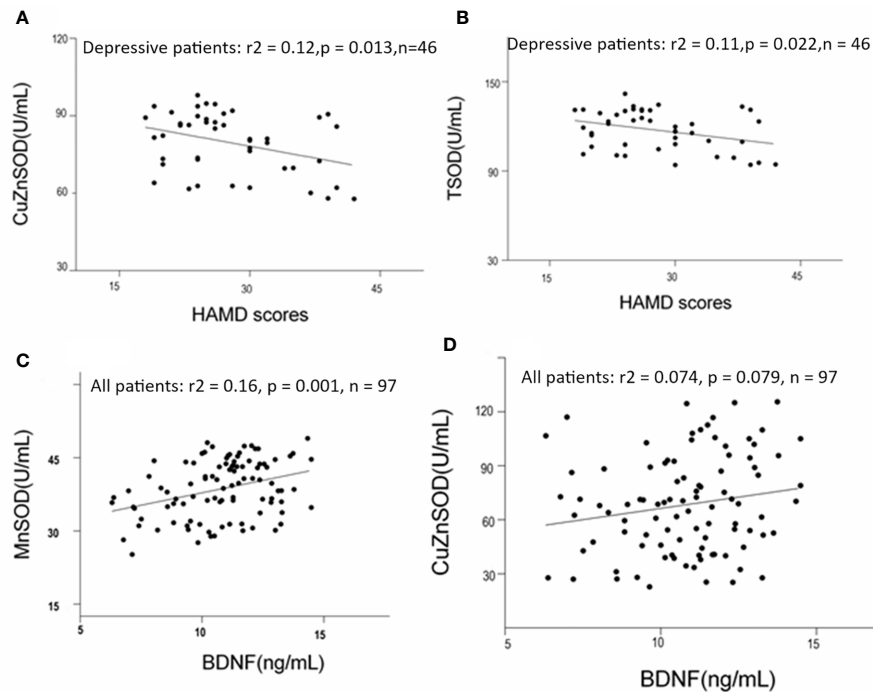 A
Depressive patients: r2 = 0.12,p = 0.013,n=46
CuZnSOD(U/mL)
120
90
60
30
15
30
45
HAMD scores
B
Depressive patients: r2 = 0.11,p = 0.022,n = 46
TSOD(U/mL)
150
90
30
15
30
45
HAMD scores
C
All patients: r2 = 0.16, p = 0.001, n = 97
MnSOD(U/mL)
45
30
15
5
10
15
BDNF(ng/mL)
D
All patients: r2 = 0.074, p = 0.079, n = 97
CuZnSOD(U/mL)
120
90
60
30
5
10
15
BDNF(ng/mL)